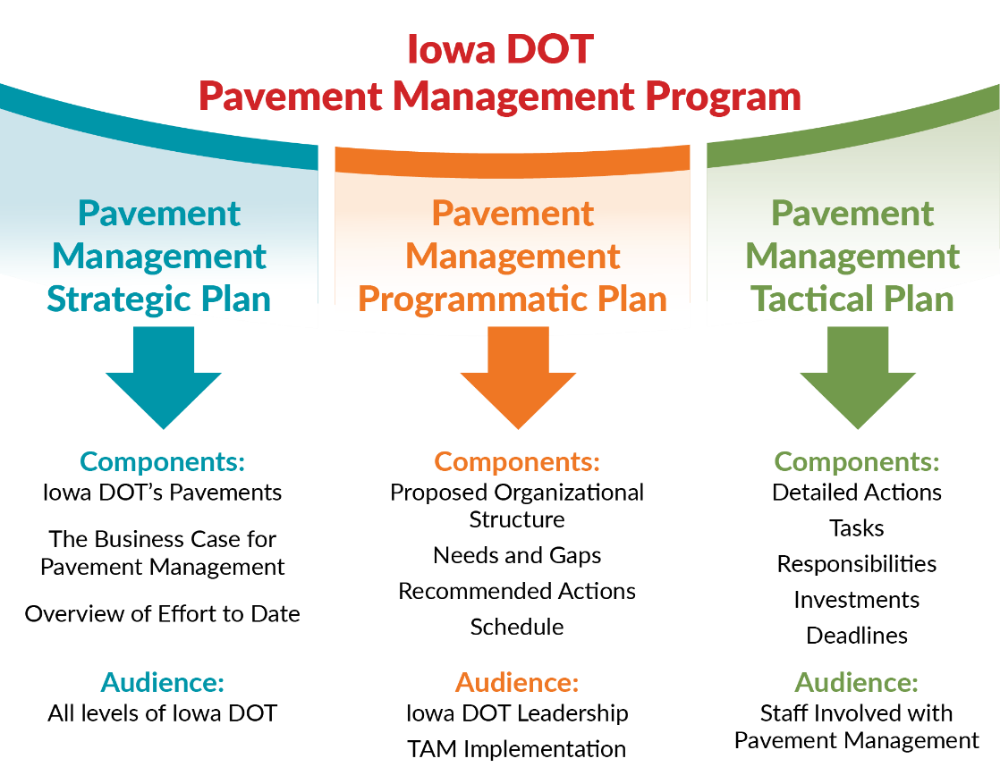 Iowa DOT
Pavement Management Program
Pavement
Management
Strategic Plan
Components:
Iowa DOT’s Pavements
The Business Case for
Pavement Management
Overview of Effort to Date
Audience:
All levels of Iowa DOT
Pavement
Management
Programmatic Plan
Components:
Proposed Organizational
Structure
Needs and Gaps
Recommended Actions
Schedule
Audience:
Iowa DOT Leadership
TAM Implementation
Pavement
Management
Tactical Plan
Components:
Detailed Actions
Tasks
Responsibilities
Investments
Deadlines
Audience:
Staff Involved with
Pavement Management